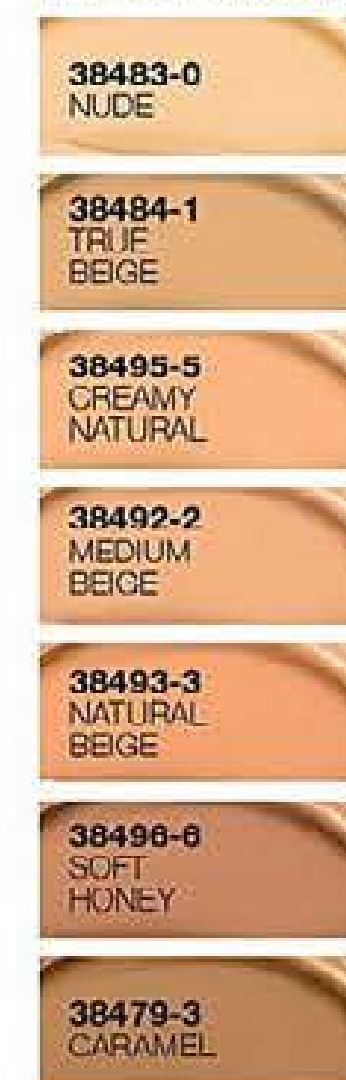 38483-0
NUDE
38484-1
TRUE
BEIGE
38495-5
CREAMY
NATURAL
38492-2
MEDIUM
BEIGE
38493-3
NATURAL
BEIGE
38496-6
SOFT
HONEY
38479-3
CARAMEL